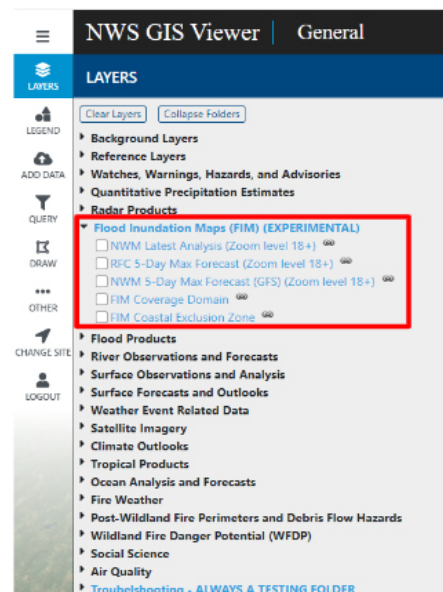 NWS GIS Viewer | General
LAYERS
LAYERS
Clear Layers Collapse Folders
LEGEND
Background Layers
Reference Layers
ADD DATA
Watches, Warnings, Hazards, and Advisories
Quantitative Precipitation Estimates
Radar Products
QUERY
Flood Inundation Maps (FIM) (EXPERIMENTAL)
NWM Latest Analysis (Zoom level 18+)
DRAW
RFC 5-Day Max Forecast (Zoom level 18+)
NWM 5-Day Max Forecast (GFS) (Zoom level 18+)
FIM Coverage Domain
OTHER
FIM Coastal Exclusion Zone
Flood Products
CHANGE SITE
River Observations and Forecasts
Surface Observations and Analysis
LOGOUT
Surface Forecasts and Outlooks
Weather Event Related Data
Satellite Imagery
Climate Outlooks
Tropical Products
Ocean Analysis and Forecasts
Fire Weather
Post-Wildland Fire Perimeters and Debris Flow Hazards
Wildland Fire Danger Potential (WFDP)
Social Science
Air Quality
Troubelshooting - ALWAYS A TESTING FOLDER